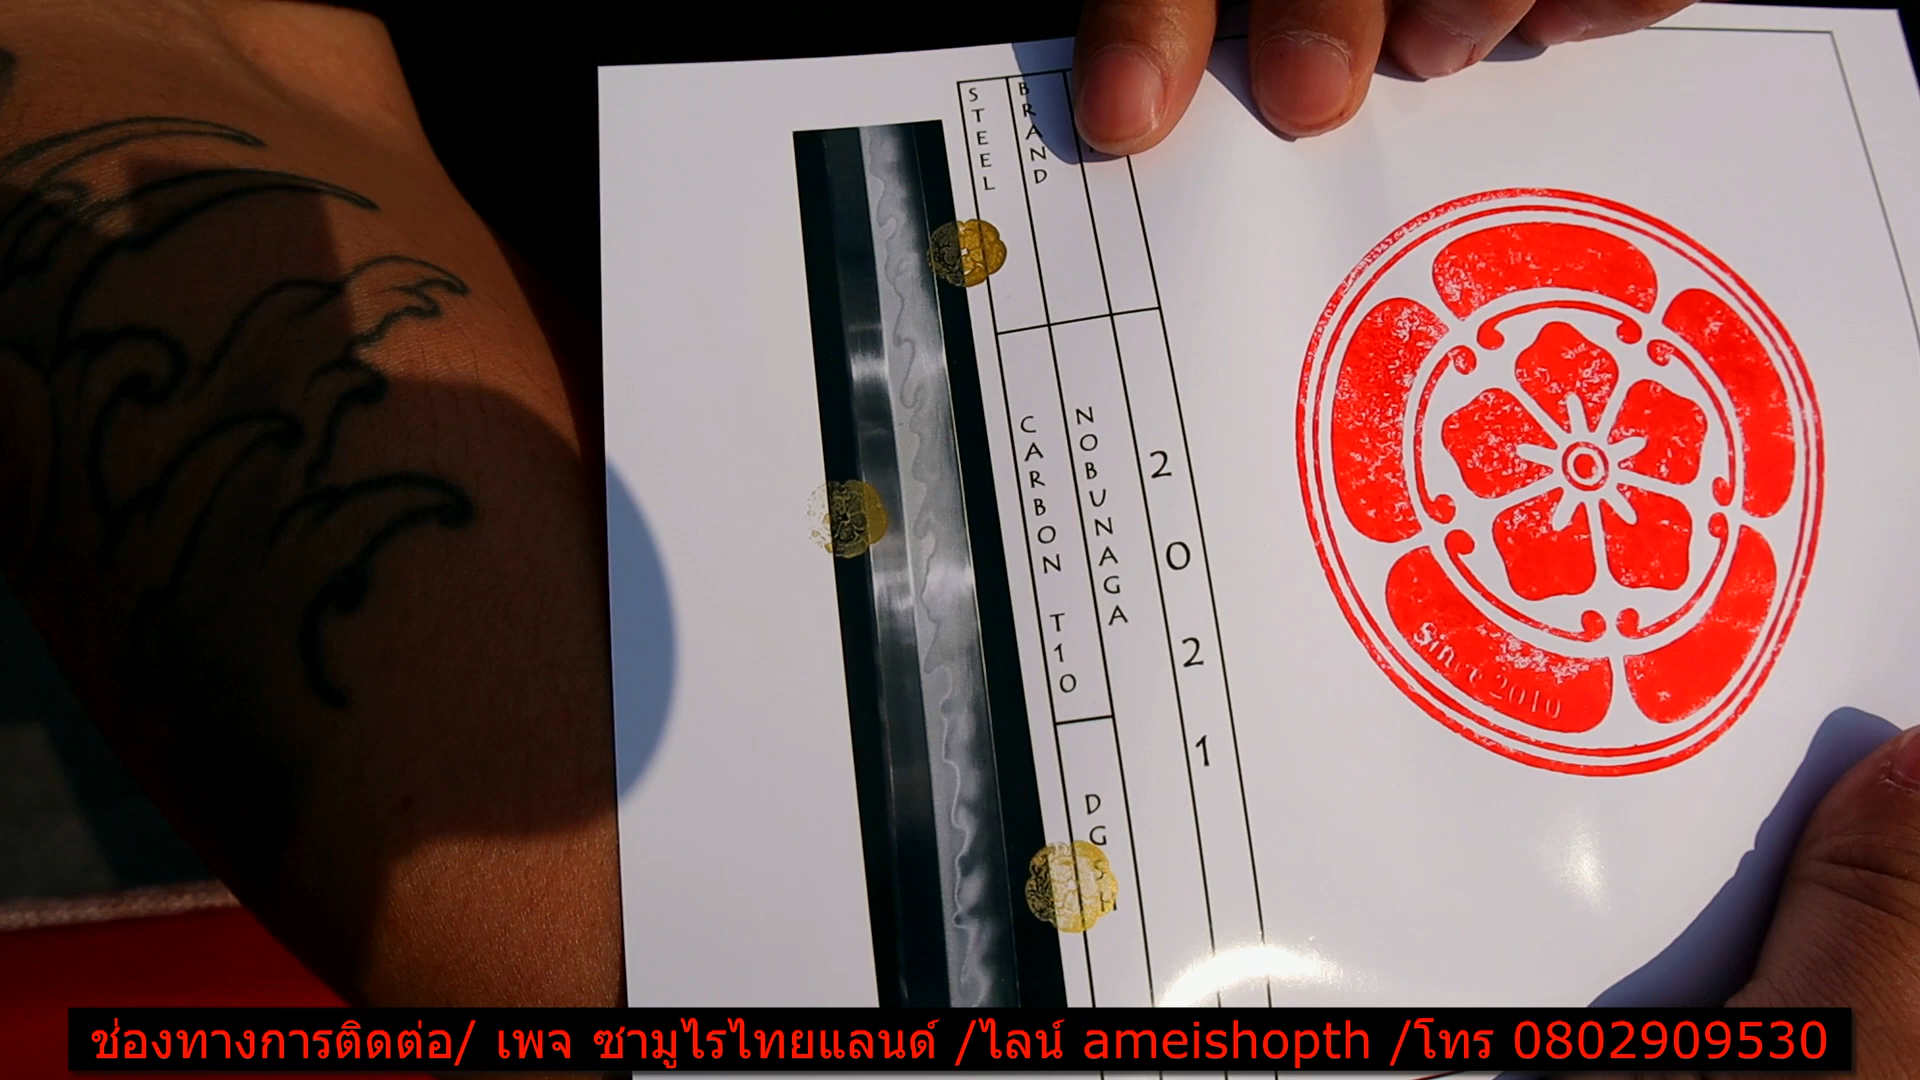 STEEL
BRAND
CARBON T10
NOBUNAGA
2021
Since 2010
ช่องทางการติดต่อ/ เพจ ซามูไรไทยแลนด์ /ไลน์ ameishopth /โทร 0802909530